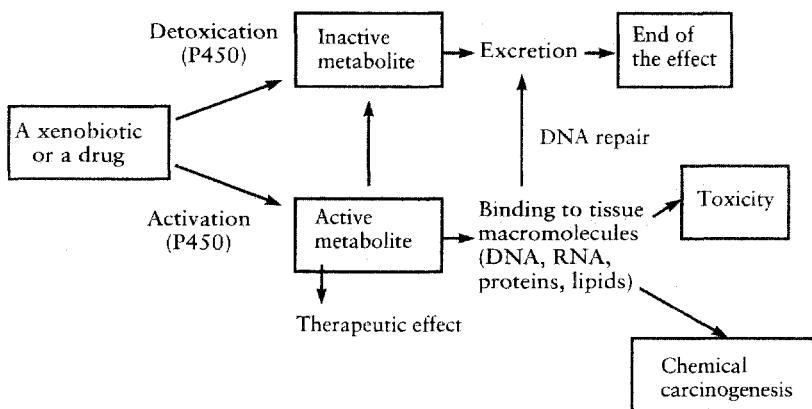 Detoxication
(P450)
Inactive
metabolite
Excretion
End of
the effect
A xenobiotic
or a drug
DNA repair
Activation
(P450)
Active
metabolite
Binding to tissue
macromolecules
(DNA, RNA,
proteins, lipids)
Toxicity
Therapeutic effect
Chemical
carcinogenesis